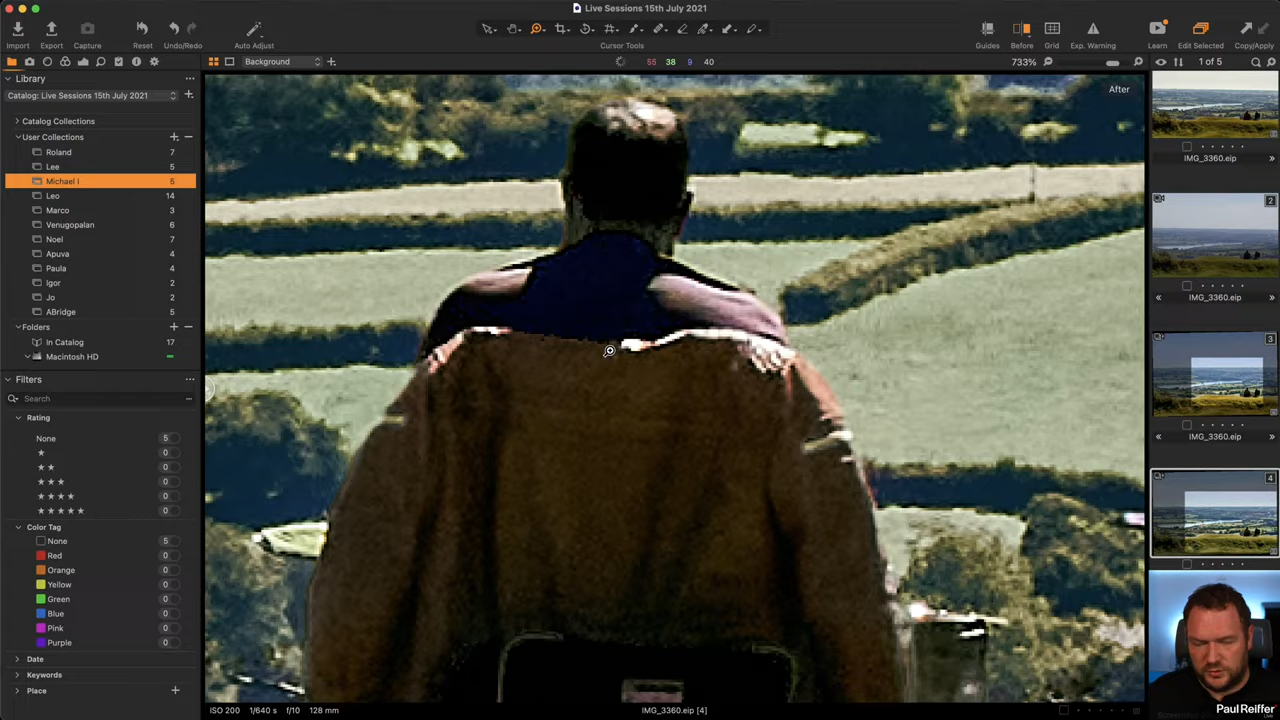 Live Sessions 15th July 2021
Import
Export
Capture
Reset
Undo/Redo
Auto Adjust
Cursor Tools
Guides
Before
Grid
Exp. Warning
Learn
Edit Selected
Copy/Apply
Background
55 38 9 40
733%
1 of 5
Library
Catalog: Live Sessions 15th July 2021
Catalog Collections
User Collections
Roland 7
Lee 5
Michael I 5
Leo 14
Marco 3
Venugopalan 6
Noel 7
Apuva 4
Paula 4
Igor 2
Jo 2
ABridge 2
Folders
In Catalog 17
Macintosh HD
Filters
Search
Rating
None 5
★ 0
★★ 0
★★★ 0
★★★★ 0
★★★★★ 0
Color Tag
None 5
Red 0
Orange 0
Yellow 0
Green 0
Blue 0
Pink 0
Purple 0
Date
Keywords
Place
After
ISO 200 1/640 s f/10 128 mm
IMG_3360.eip [4]
IMG_3360.eip
2
IMG_3360.eip
3
IMG_3360.eip
4
Paul Reiffer
Live